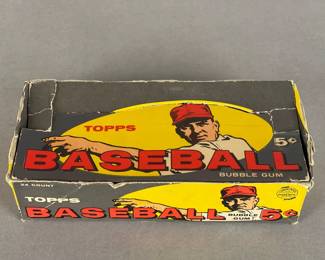 TOPPS
5¢
BASEBALL
BUBBLE GUM
24 COUNT
TOPPS
BASEBALL
BUBBLE GUM
5¢